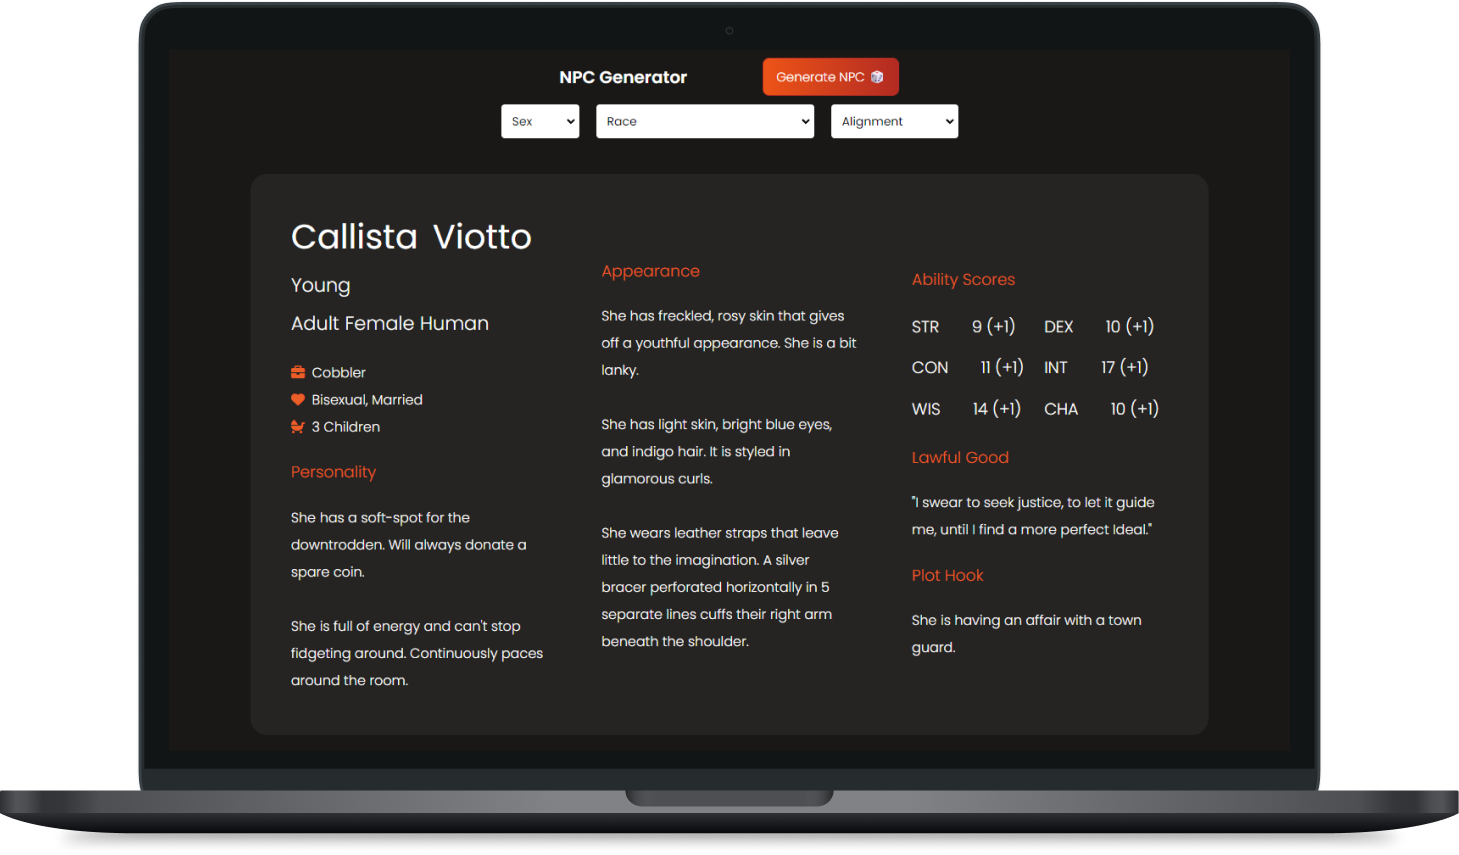 NPC Generator
Generate NPC
Sex
Race
Alignment
Callista Viotto
Young
Adult Female Human
Cobbler
Bisexual, Married
3 Children
Personality
She has a soft-spot for the
downtrodden. Will always donate a
spare coin.
She is full of energy and can't stop
fidgeting around. Continuously paces
around the room.
Appearance
She has freckled, rosy skin that gives
off a youthful appearance. She is a bit
lanky.
She has light skin, bright blue eyes,
and indigo hair. It is styled in
glamorous curls.
She wears leather straps that leave
little to the imagination. A silver
bracer perforated horizontally in 5
separate lines cuffs their right arm
beneath the shoulder.
Ability Scores
STR 9 (+1) DEX 10 (+1)
CON 11 (+1) INT 17 (+1)
WIS 14 (+1) CHA 10 (+1)
Lawful Good
"I swear to seek justice, to let it guide
me, until I find a more perfect Ideal."
Plot Hook
She is having an affair with a town
guard.